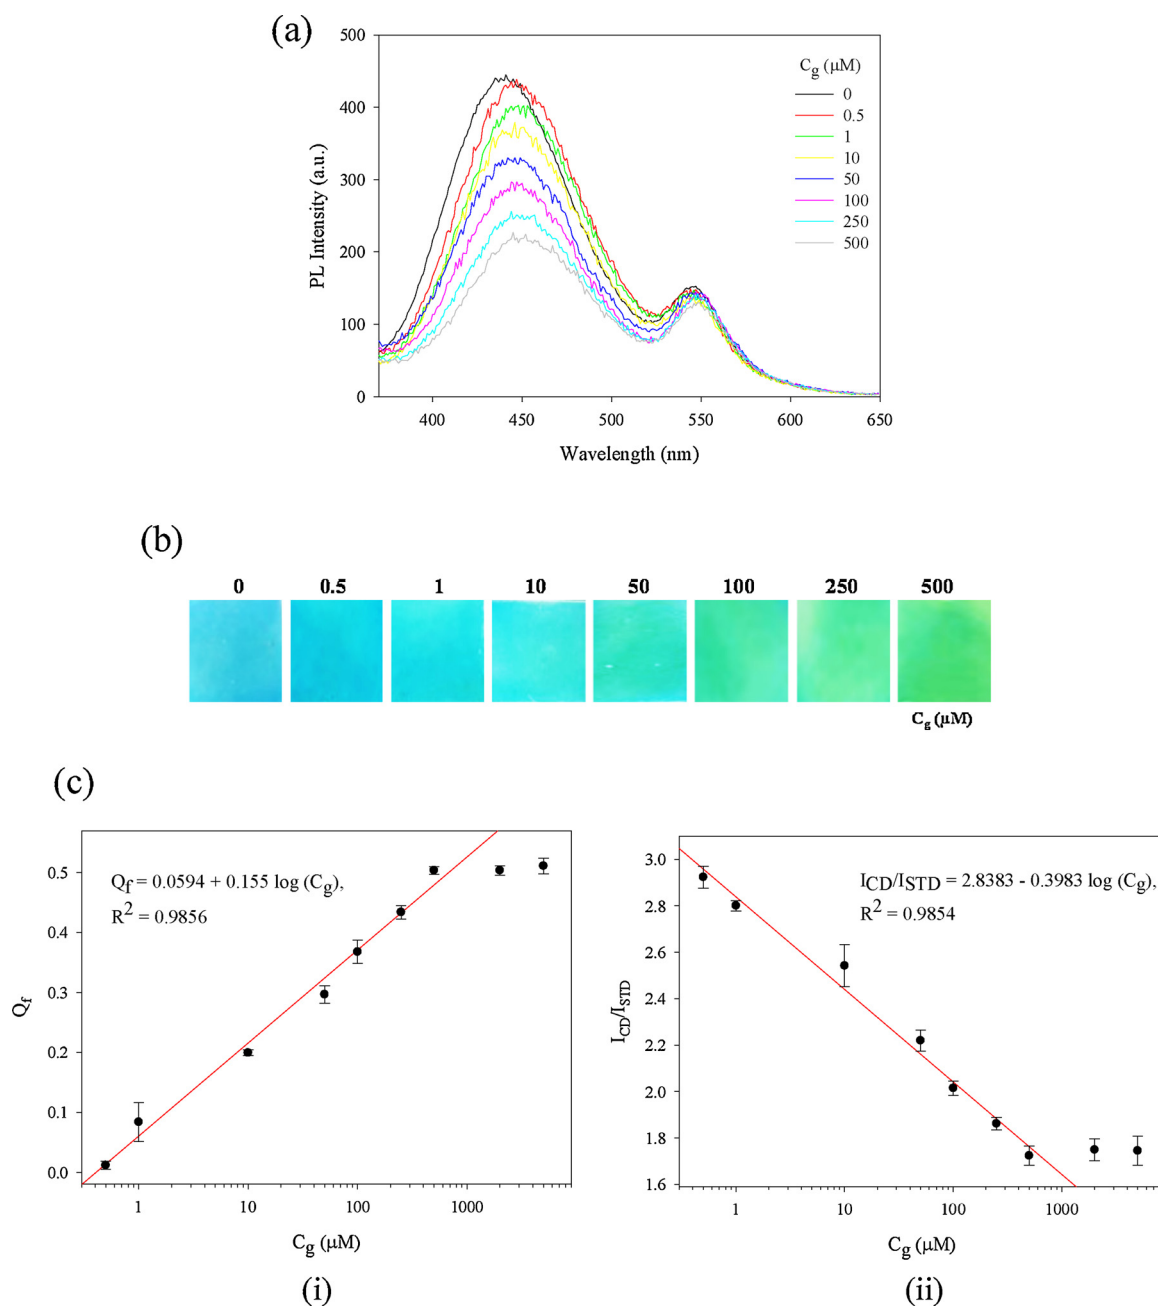 (a)
500
400
300
200
100
0
PL Intensity (a.u.)
C_g (μM)
0
0.5
1
10
50
100
250
500
400 450 500 550 600 650
Wavelength (nm)
(b)
0 0.5 1 10 50 100 250 500
C_g (μM)
(c)
0.5
0.4
0.3
0.2
0.1
0.0
Q_f
Q_f = 0.0594 + 0.155 log (C_g),
R^2 = 0.9856
1 10 100 1000
C_g (μM)
(i)
3.0
2.8
2.6
2.4
2.2
2.0
1.8
1.6
I_CD/I_STD
I_CD/I_STD = 2.8383 - 0.3983 log (C_g),
R^2 = 0.9854
1 10 100 1000
C_g (μM)
(ii)